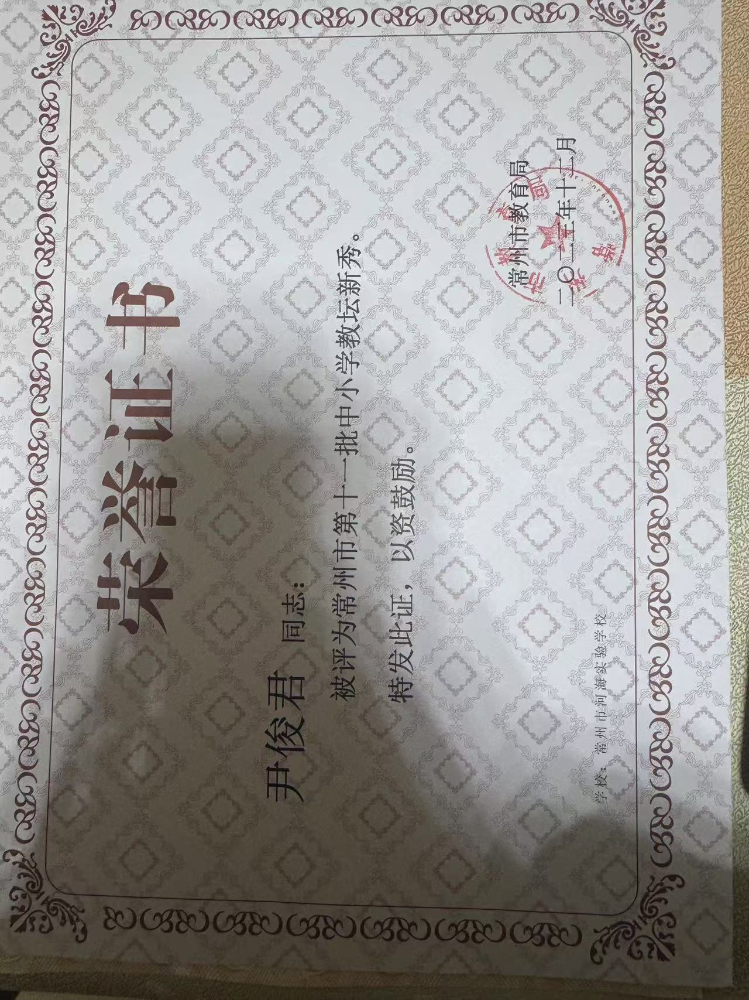 荣誉证书
尹俊君 同志：
被评为常州市第十一批中小学教坛新秀。
特发此证，以资鼓励。
常州市教育局
二〇二三年十二月
学校：常州市河海实验学校